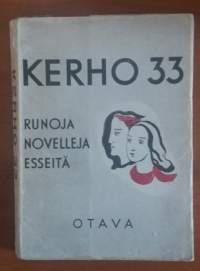 KERHO 33
RUNOJA
NOVELLEJA
ESSEITÄ
OTAVA